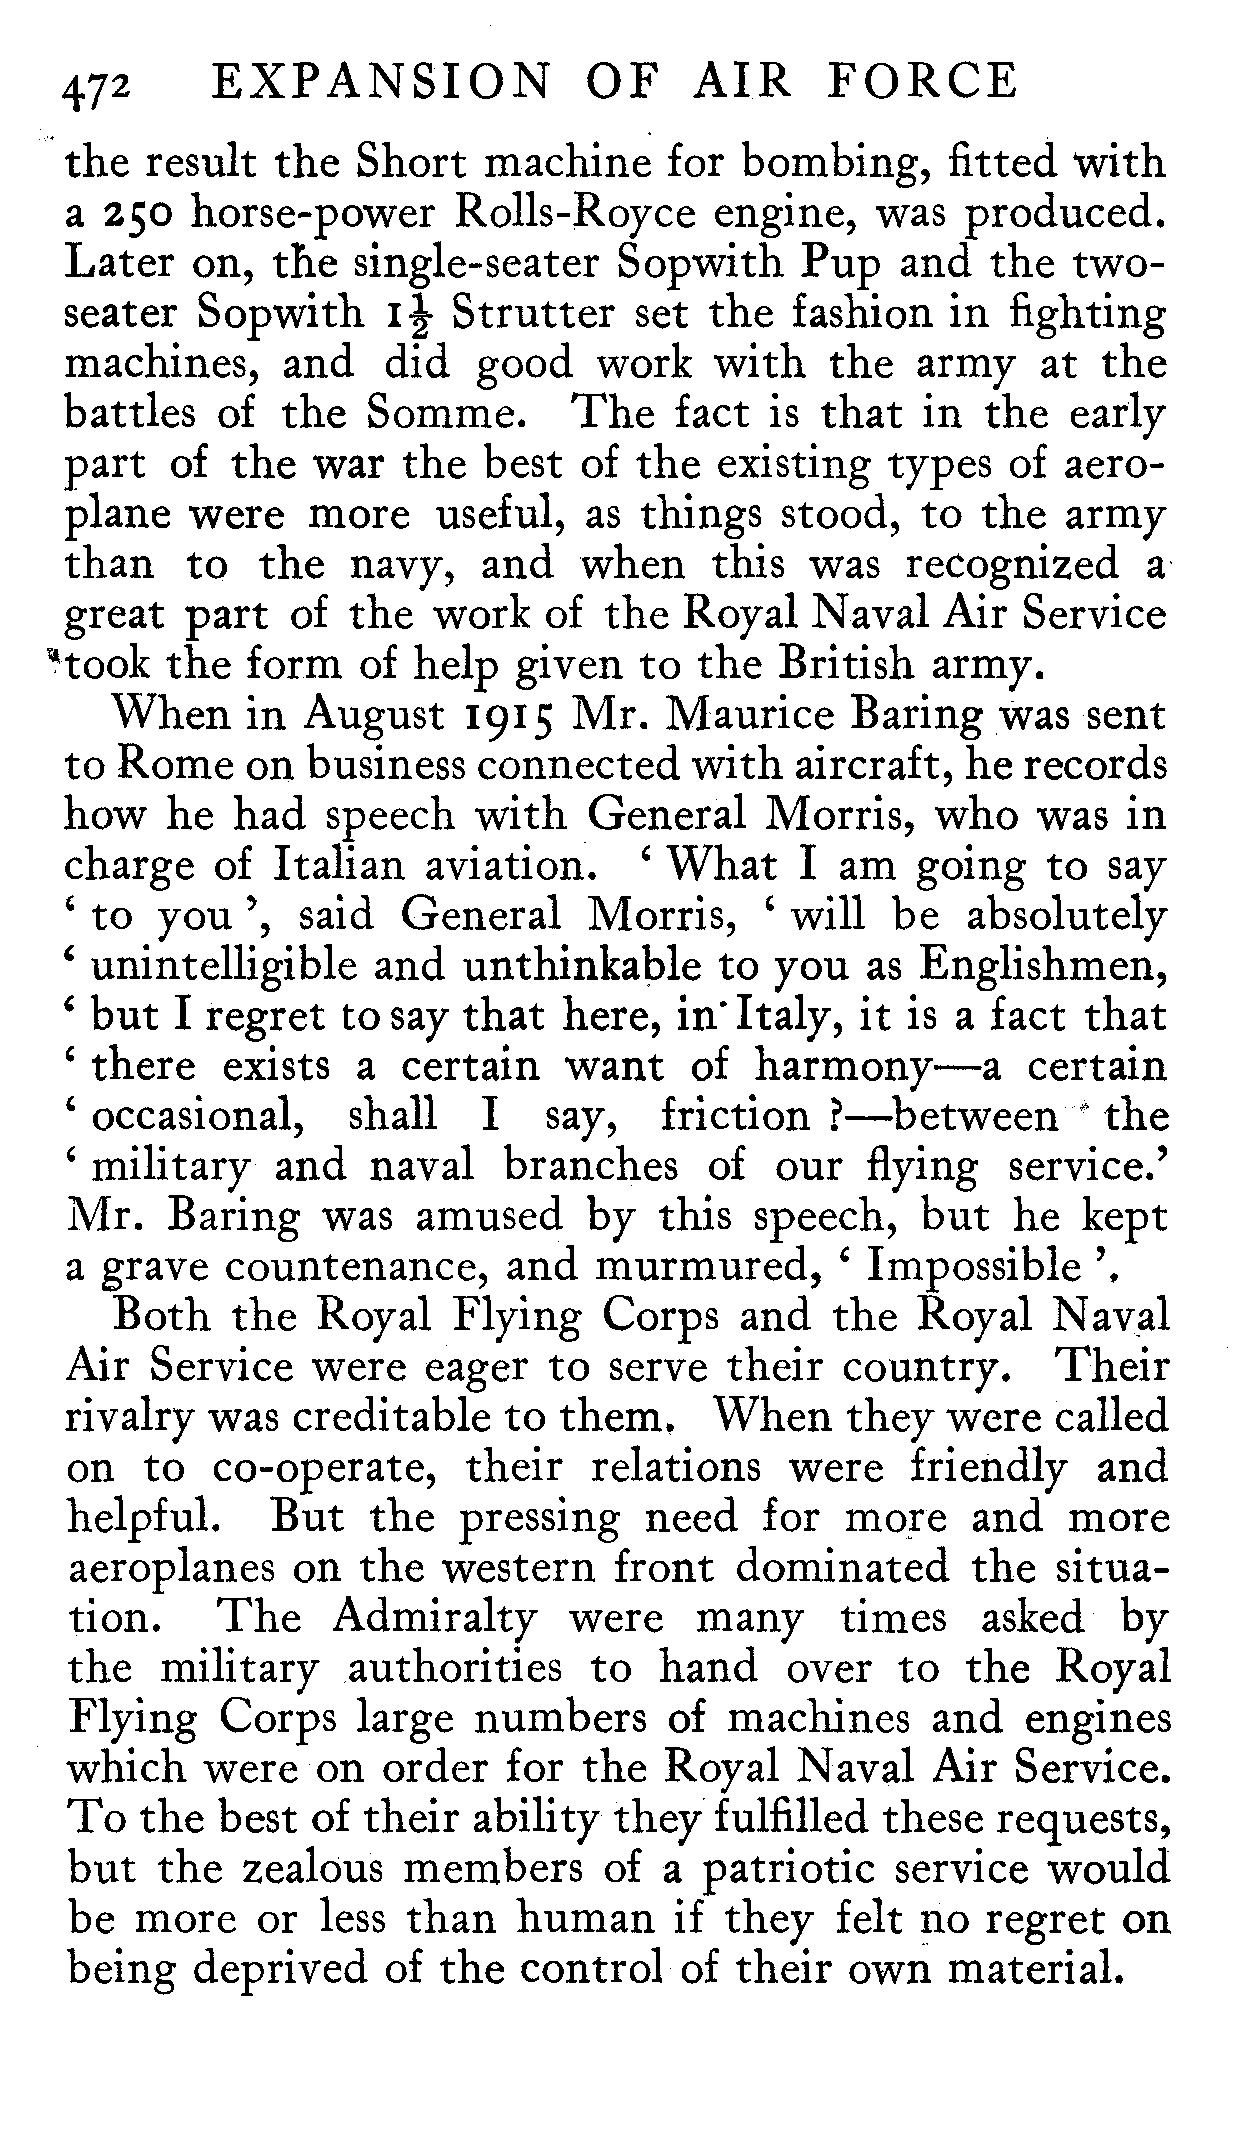 472 EXPANSION OF AIR FORCE
the result the Short machine for bombing, fitted with
a 250 horse-power Rolls-Royce engine, was produced.
Later on, the single-seater Sopwith Pup and the two-
seater Sopwith 1½ Strutter set the fashion in fighting
machines, and did good work with the army at the
battles of the Somme. The fact is that in the early
part of the war the best of the existing types of aero-
plane were more useful, as things stood, to the army
than to the navy, and when this was recognized a
great part of the work of the Royal Naval Air Service
took the form of help given to the British army.
When in August 1915 Mr. Maurice Baring was sent
to Rome on business connected with aircraft, he records
how he had speech with General Morris, who was in
charge of Italian aviation. ‘ What I am going to say
‘ to you ’, said General Morris, ‘ will be absolutely
‘ unintelligible and unthinkable to you as Englishmen,
‘ but I regret to say that here, in Italy, it is a fact that
‘ there exists a certain want of harmony—a certain
‘ occasional, shall I say, friction ?—between the
‘ military and naval branches of our flying service.’
Mr. Baring was amused by this speech, but he kept
a grave countenance, and murmured, ‘ Impossible ’.
Both the Royal Flying Corps and the Royal Naval
Air Service were eager to serve their country. Their
rivalry was creditable to them. When they were called
on to co-operate, their relations were friendly and
helpful. But the pressing need for more and more
aeroplanes on the western front dominated the situa-
tion. The Admiralty were many times asked by
the military authorities to hand over to the Royal
Flying Corps large numbers of machines and engines
which were on order for the Royal Naval Air Service.
To the best of their ability they fulfilled these requests,
but the zealous members of a patriotic service would
be more or less than human if they felt no regret on
being deprived of the control of their own material.